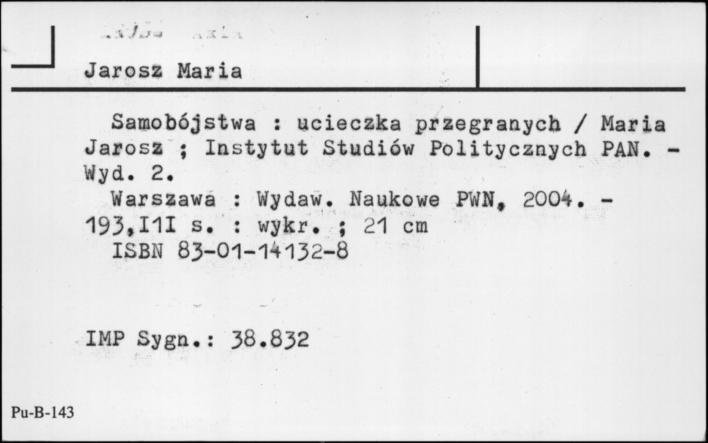 Jarosz Maria
Samobójstwa : ucieczka przegranych / Maria
Jarosz ; Instytut Studiów Politycznych PAN. -
Wyd. 2.
Warszawa : Wydaw. Naukowe PWN, 2004. -
193,I1I s. : wykr. ; 21 cm
ISBN 83-01-14132-8
IMP Sygn.: 38.832
Pu-B-143